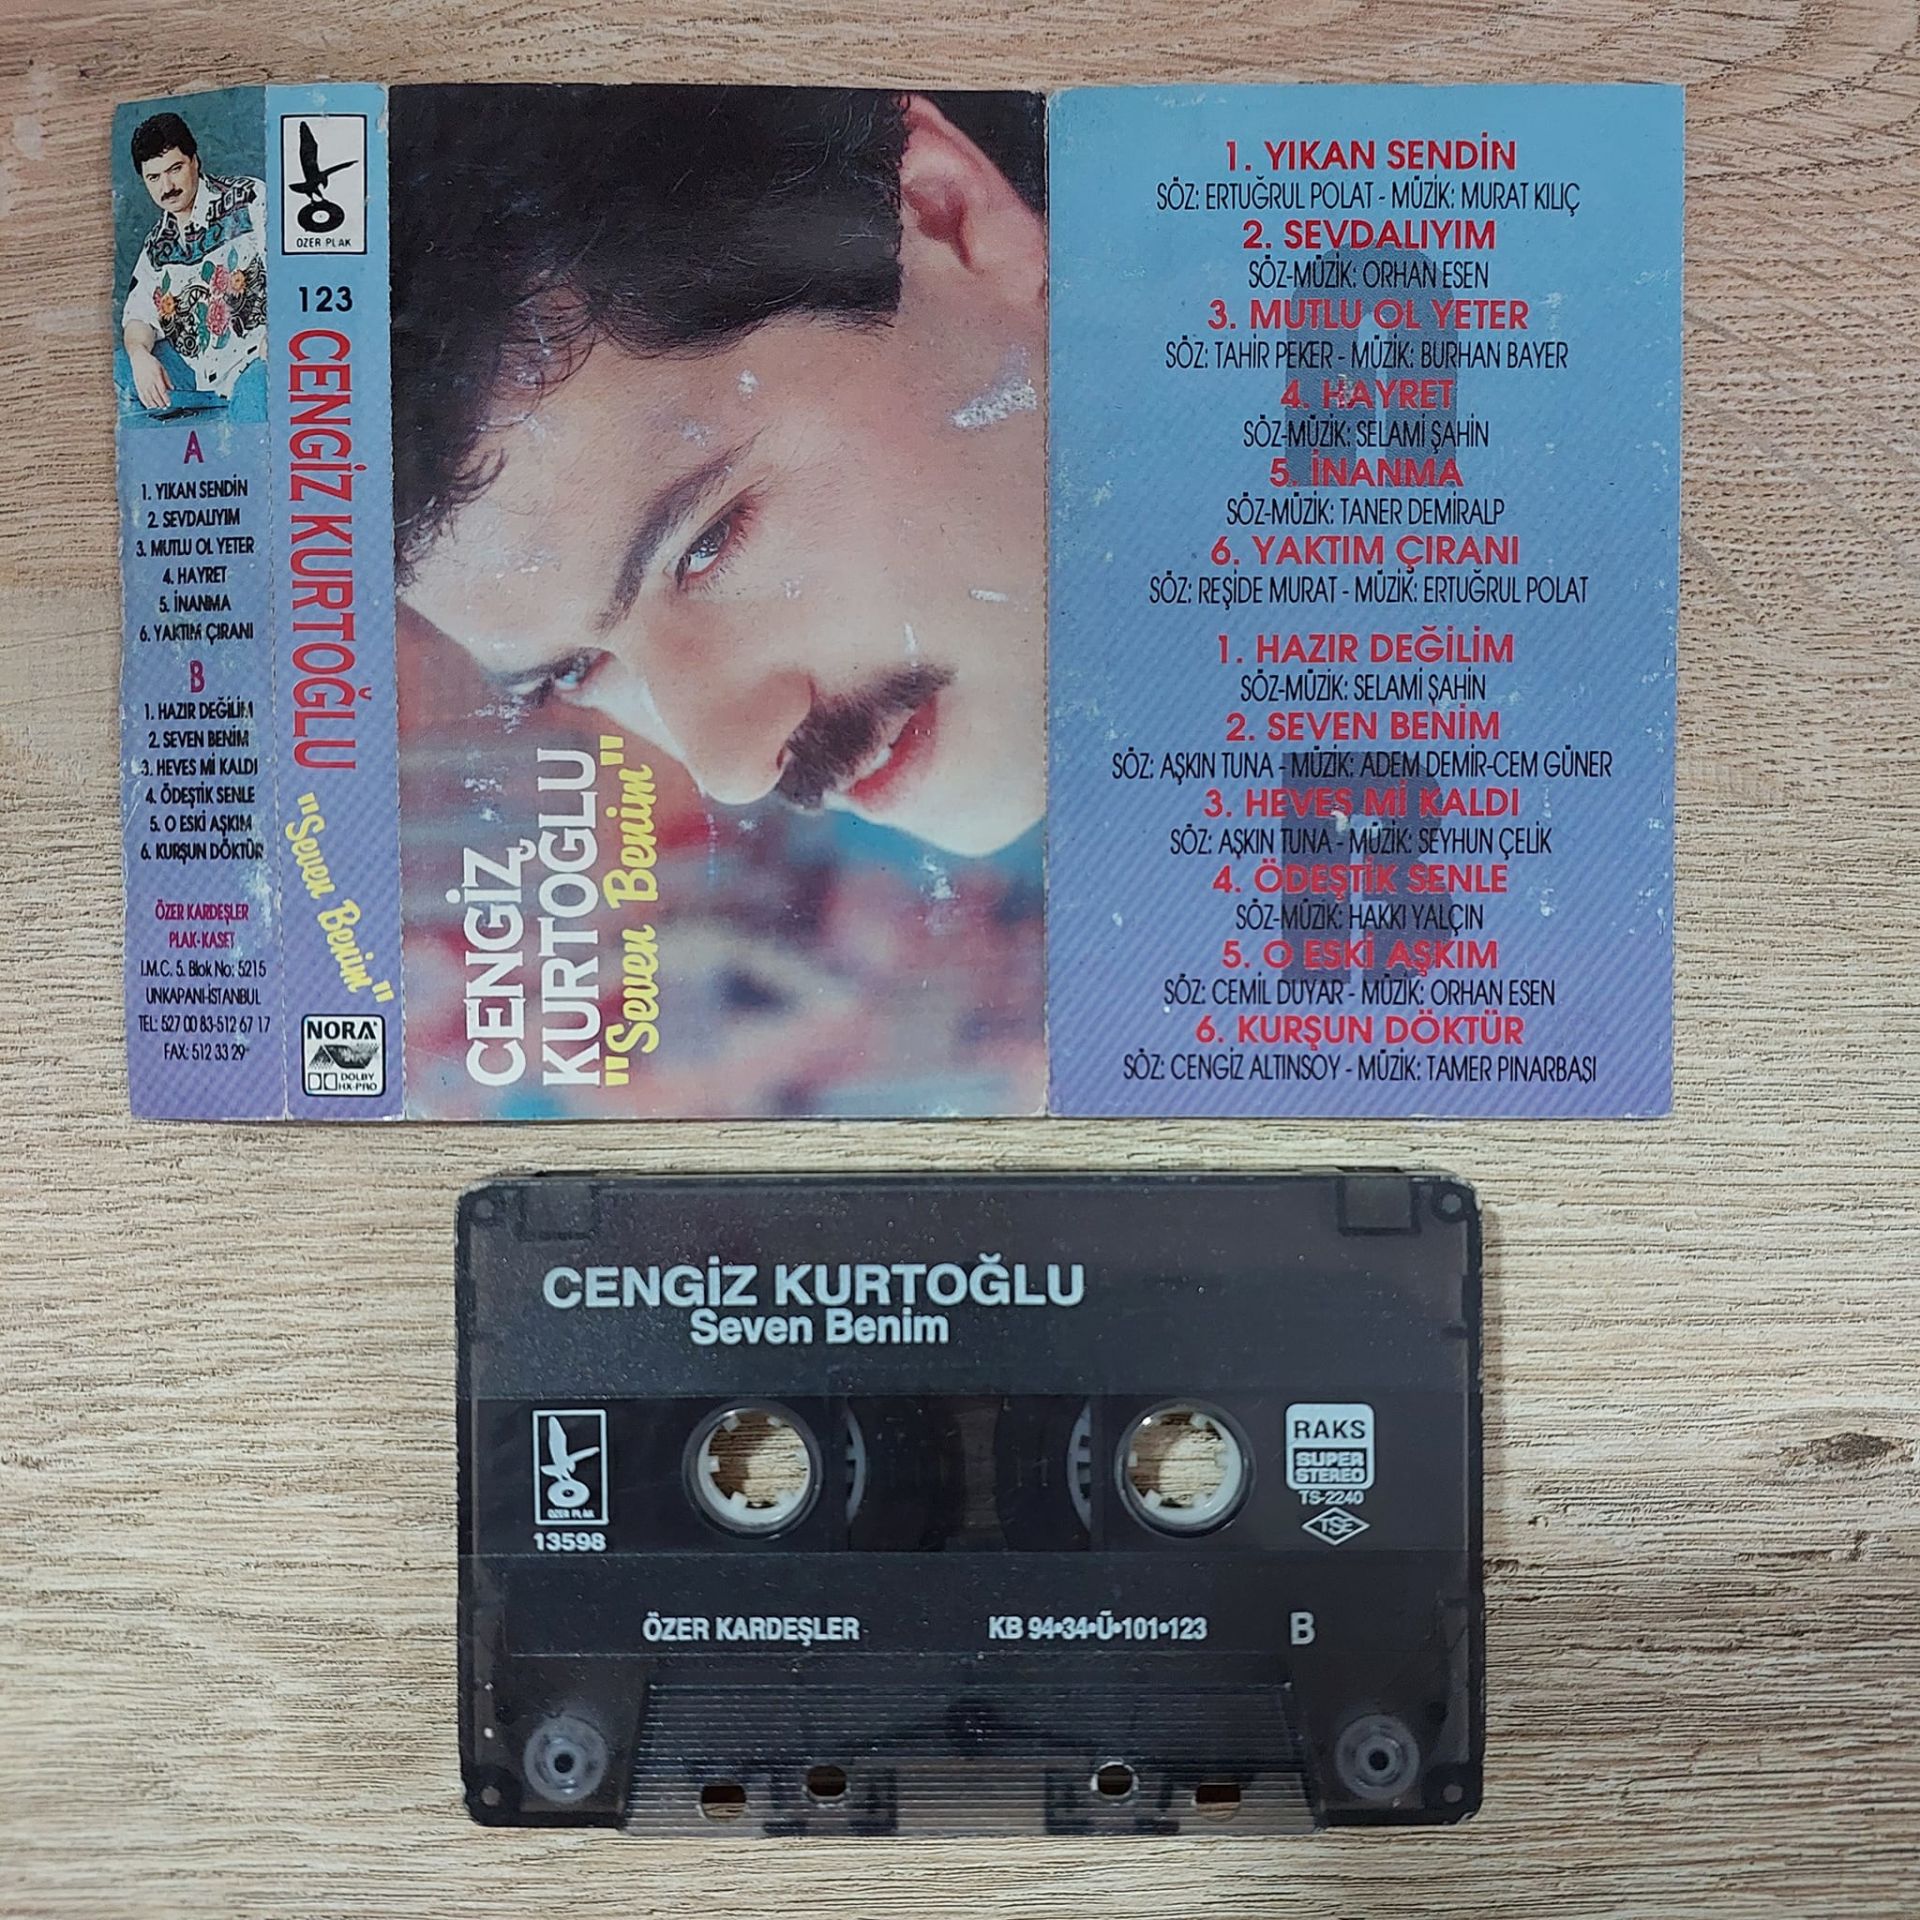 A
1. YIKAN SENDİN
2. SEVDALIYIM
3. MUTLU OL YETER
4. HAYRET
5. İNANMA
6. YAKTIM ÇIRANI
B
1. HAZIR DEĞİLİM
2. SEVEN BENİM
3. HEVES Mİ KALDI
4. ÖDEŞTİK SENLE
5. O ESKİ AŞKIM
6. KURŞUN DÖKTÜR
ÖZER KARDEŞLER
PLAK-KASET
I.M.C. 5. Blok No: 5215
UNKAPANI-İSTANBUL
TEL: 527 00 83-512 67 17
FAX: 512 33 29
ÖZER PLAK
123
CENGİZ KURTOĞLU
"Seven Benim"
NORA
DOLBY
HX-PRO
CENGİZ
KURTOĞLU
"Seven Benim"
A
1. YIKAN SENDİN
SÖZ: ERTUĞRUL POLAT - MÜZİK: MURAT KILIÇ
2. SEVDALIYIM
SÖZ-MÜZİK: ORHAN ESEN
3. MUTLU OL YETER
SÖZ: TAHİR PEKER - MÜZİK: BURHAN BAYER
4. HAYRET
SÖZ-MÜZİK: SELAMİ ŞAHİN
5. İNANMA
SÖZ-MÜZİK: TANER DEMİRALP
6. YAKTIM ÇIRANI
SÖZ: REŞİDE MURAT - MÜZİK: ERTUĞRUL POLAT
B
1. HAZIR DEĞİLİM
SÖZ-MÜZİK: SELAMİ ŞAHİN
2. SEVEN BENİM
SÖZ: AŞKIN TUNA - MÜZİK: ADEM DEMİR-CEM GÜNER
3. HEVES Mİ KALDI
SÖZ: AŞKIN TUNA - MÜZİK: SEYHUN ÇELİK
4. ÖDEŞTİK SENLE
SÖZ-MÜZİK: HAKKI YALÇIN
5. O ESKİ AŞKIM
SÖZ: CEMİL DUYAR - MÜZİK: ORHAN ESEN
6. KURŞUN DÖKTÜR
SÖZ: CENGİZ ALTINSOY - MÜZİK: TAMER PINARBAŞI
CENGİZ KURTOĞLU
Seven Benim
ÖZER PLAK
13598
RAKS
SUPER
STEREO
TS-2240
TSE
ÖZER KARDEŞLER
KB 94•34•Ü•101•123
B